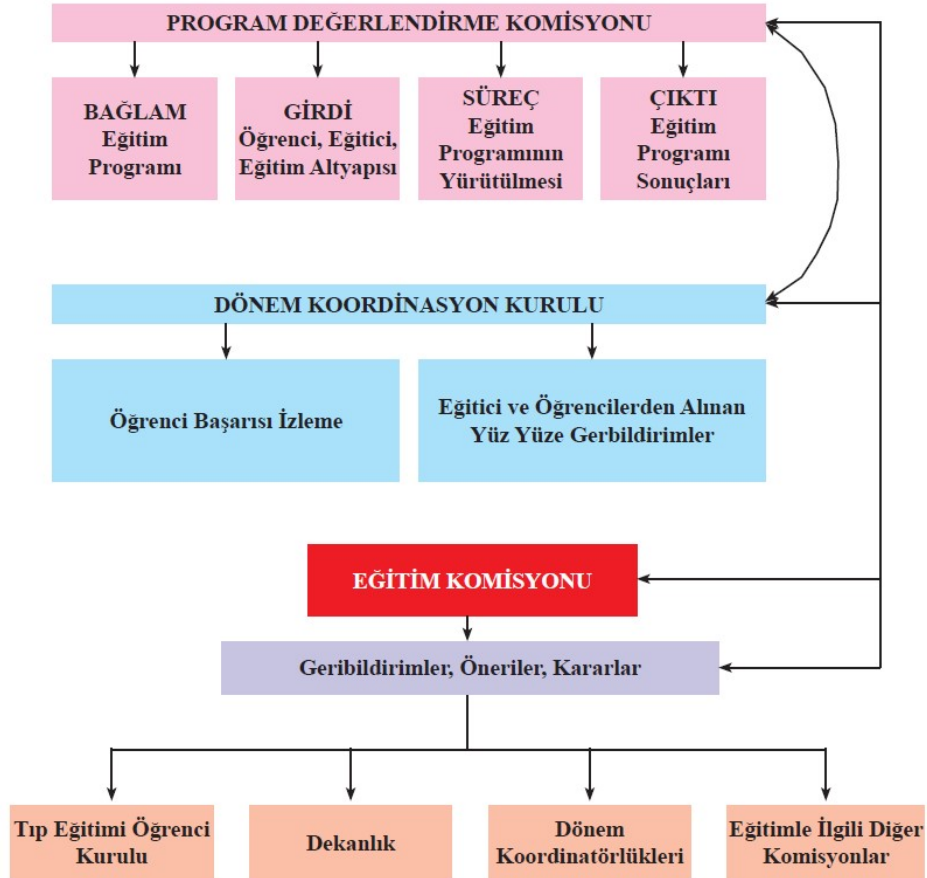 PROGRAM DEĞERLENDİRME KOMİSYONU
BAĞLAM
Eğitim
Programı
GİRDİ
Öğrenci, Eğitici,
Eğitim Altyapısı
SÜREÇ
Eğitim
Programının
Yürütülmesi
ÇIKTI
Eğitim
Programı
Sonuçları
DÖNEM KOORDİNASYON KURULU
Öğrenci Başarısı İzleme
Eğitici ve Öğrencilerden Alınan
Yüz Yüze Gerbildirimler
EĞİTİM KOMİSYONU
Geribildirimler, Öneriler, Kararlar
Tıp Eğitimi Öğrenci
Kurulu
Dekanlık
Dönem
Koordinatörlükleri
Eğitimle İlgili Diğer
Komisyonlar